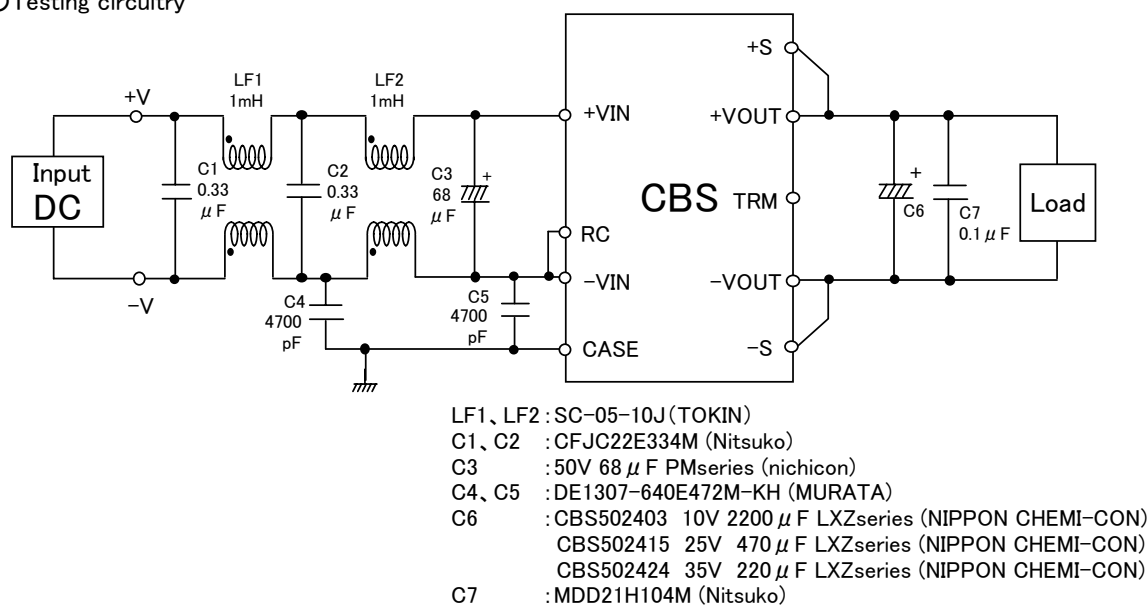 Testing circuitry
+V
LF1
1mH
LF2
1mH
Input
DC
C1
0.33
μF
C2
0.33
μF
C3
68
μF
+
−V
C4
4700
pF
C5
4700
pF
+VIN
RC
−VIN
CASE
CBS
+S
+VOUT
TRM
−VOUT
−S
+
C6
C7
0.1μF
Load
LF1、LF2:SC-05-10J(TOKIN)
C1、C2 :CFJC22E334M (Nitsuko)
C3 :50V 68μF PMseries (nichicon)
C4、C5 :DE1307-640E472M-KH (MURATA)
C6 :CBS502403 10V 2200μF LXZseries (NIPPON CHEMI-CON)
CBS502415 25V 470μF LXZseries (NIPPON CHEMI-CON)
CBS502424 35V 220μF LXZseries (NIPPON CHEMI-CON)
C7 :MDD21H104M (Nitsuko)